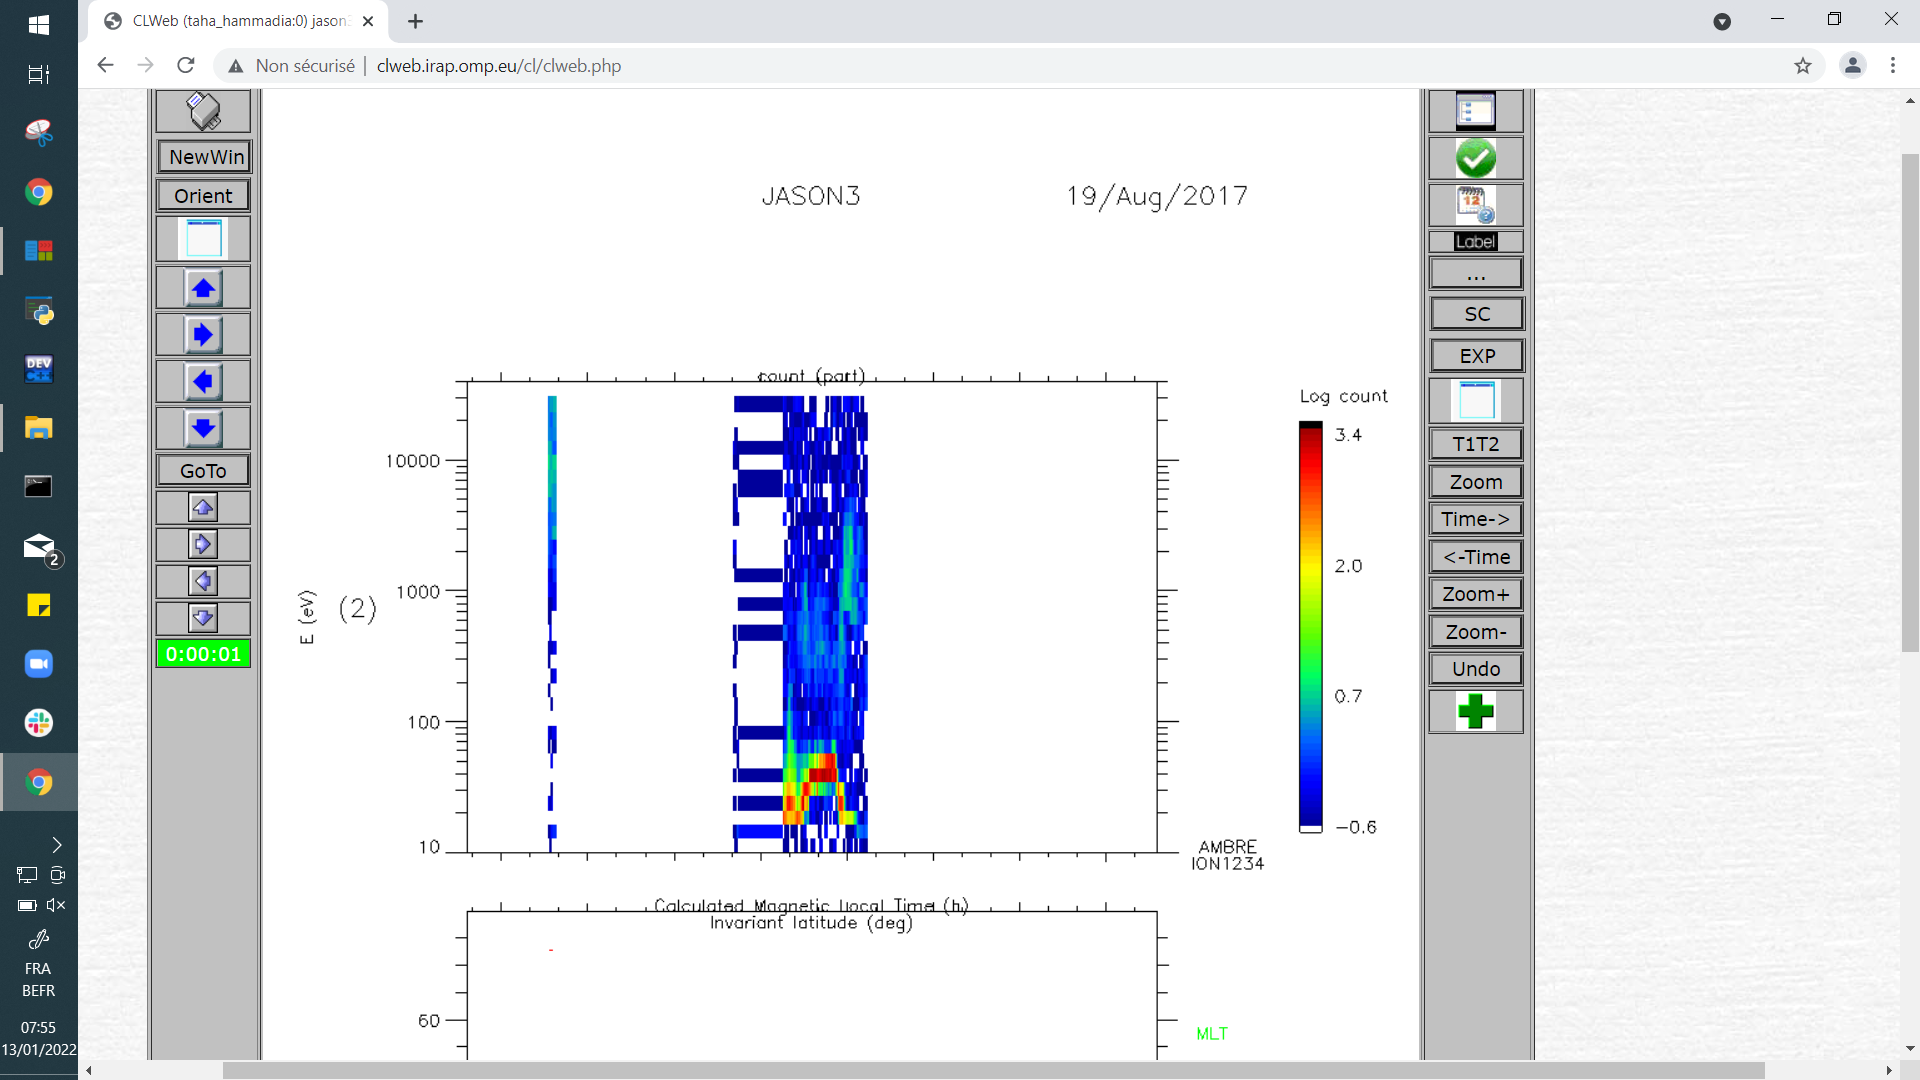 CLWeb (taha_hammadia:0) jason3
Non sécurisé
clweb.irap.omp.eu/cl/clweb.php
NewWin
Orient
GoTo
0:00:01
JASON3
19/Aug/2017
count (part)
E (eV)
(2)
10000
1000
100
10
Log count
3.4
2.0
0.7
−0.6
AMBRE
ION1234
Calculated Magnetic Local Time (h)
Invariant latitude (deg)
60
MLT
12
Label
...
SC
EXP
T1T2
Zoom
Time->
<-Time
Zoom+
Zoom-
Undo
DEV
C++
2
FRA
BEFR
07:55
13/01/2022